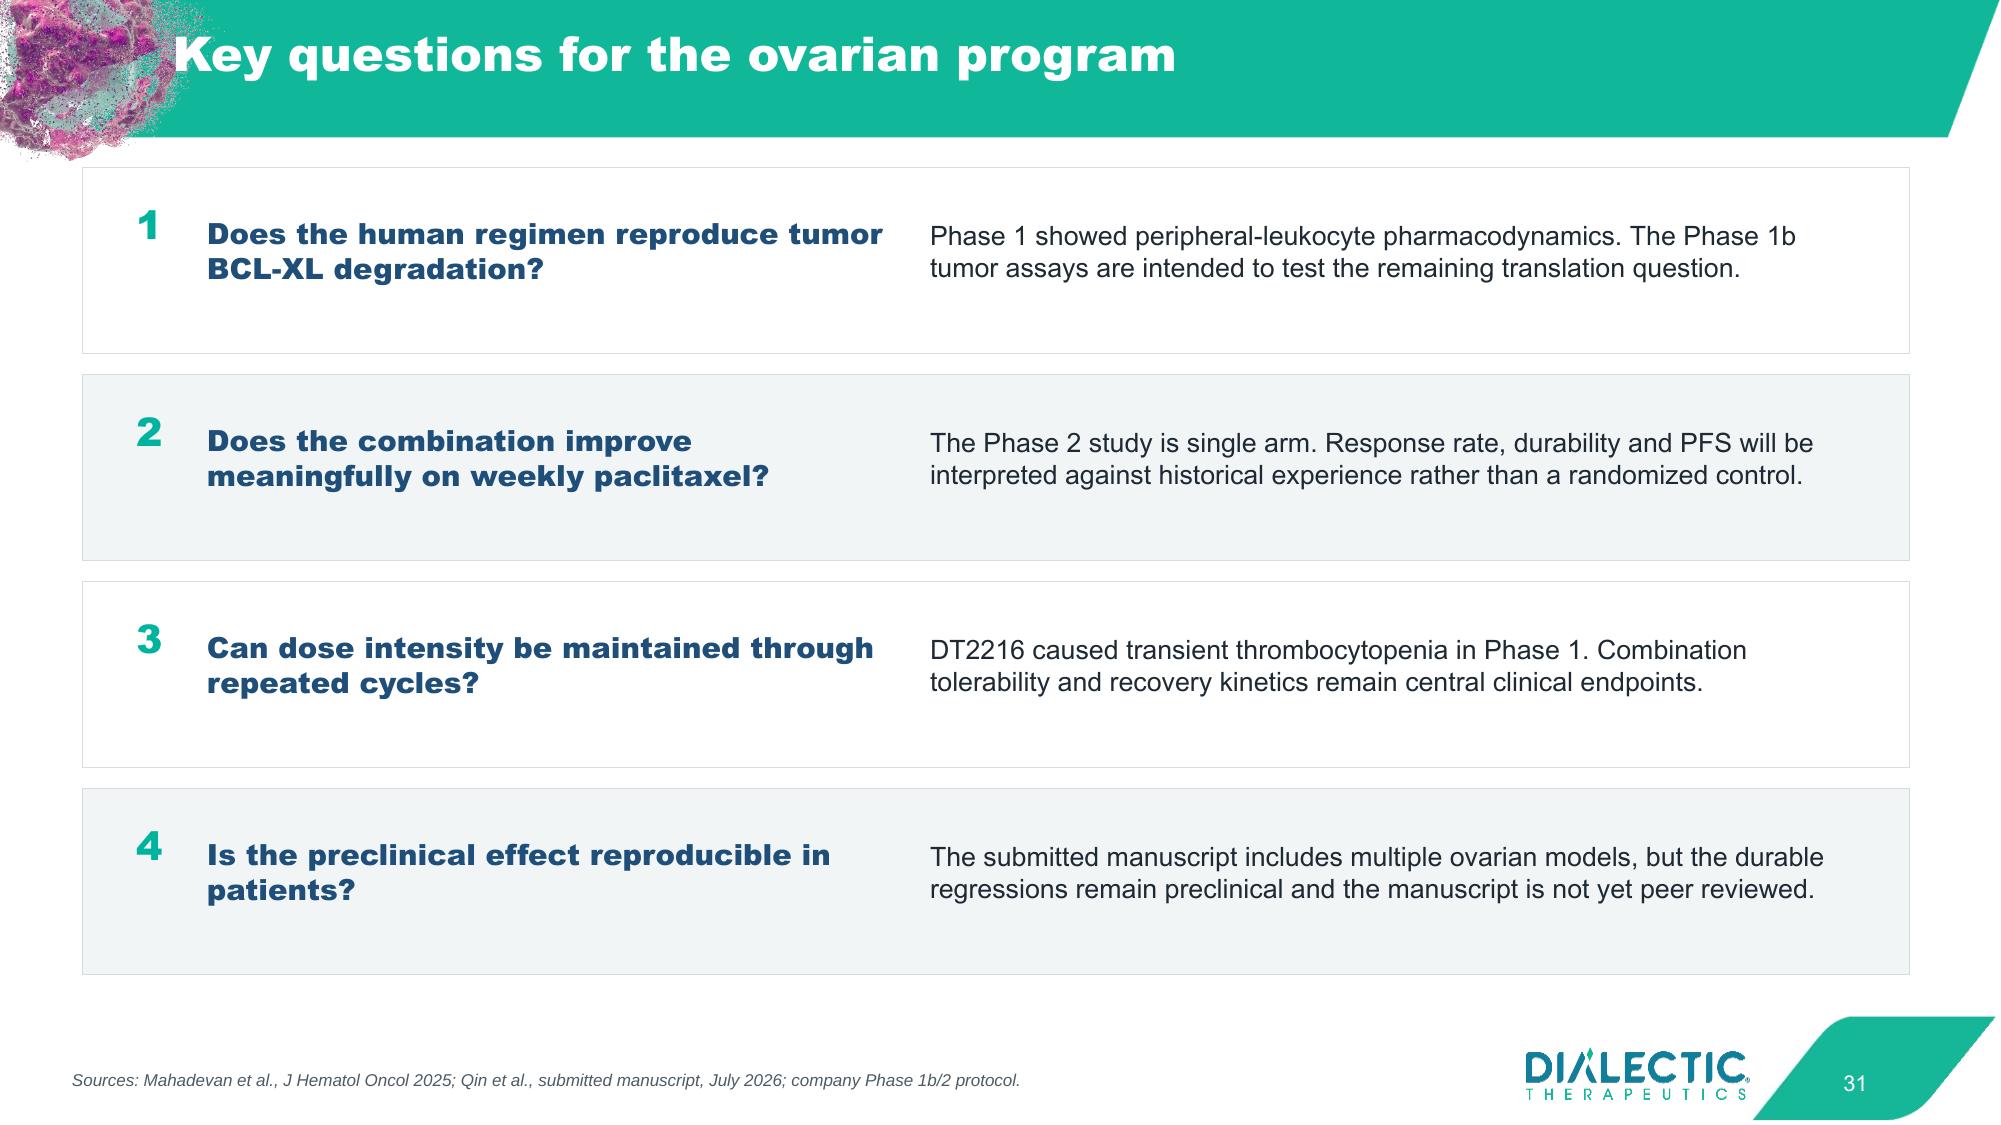 Key questions for the ovarian program
1
Does the human regimen reproduce tumor
BCL-XL degradation?
Phase 1 showed peripheral-leukocyte pharmacodynamics. The Phase 1b
tumor assays are intended to test the remaining translation question.
2
Does the combination improve
meaningfully on weekly paclitaxel?
The Phase 2 study is single arm. Response rate, durability and PFS will be
interpreted against historical experience rather than a randomized control.
3
Can dose intensity be maintained through
repeated cycles?
DT2216 caused transient thrombocytopenia in Phase 1. Combination
tolerability and recovery kinetics remain central clinical endpoints.
4
Is the preclinical effect reproducible in
patients?
The submitted manuscript includes multiple ovarian models, but the durable
regressions remain preclinical and the manuscript is not yet peer reviewed.
Sources: Mahadevan et al., J Hematol Oncol 2025; Qin et al., submitted manuscript, July 2026; company Phase 1b/2 protocol.
DIALECTIC®
THERAPEUTICS
31